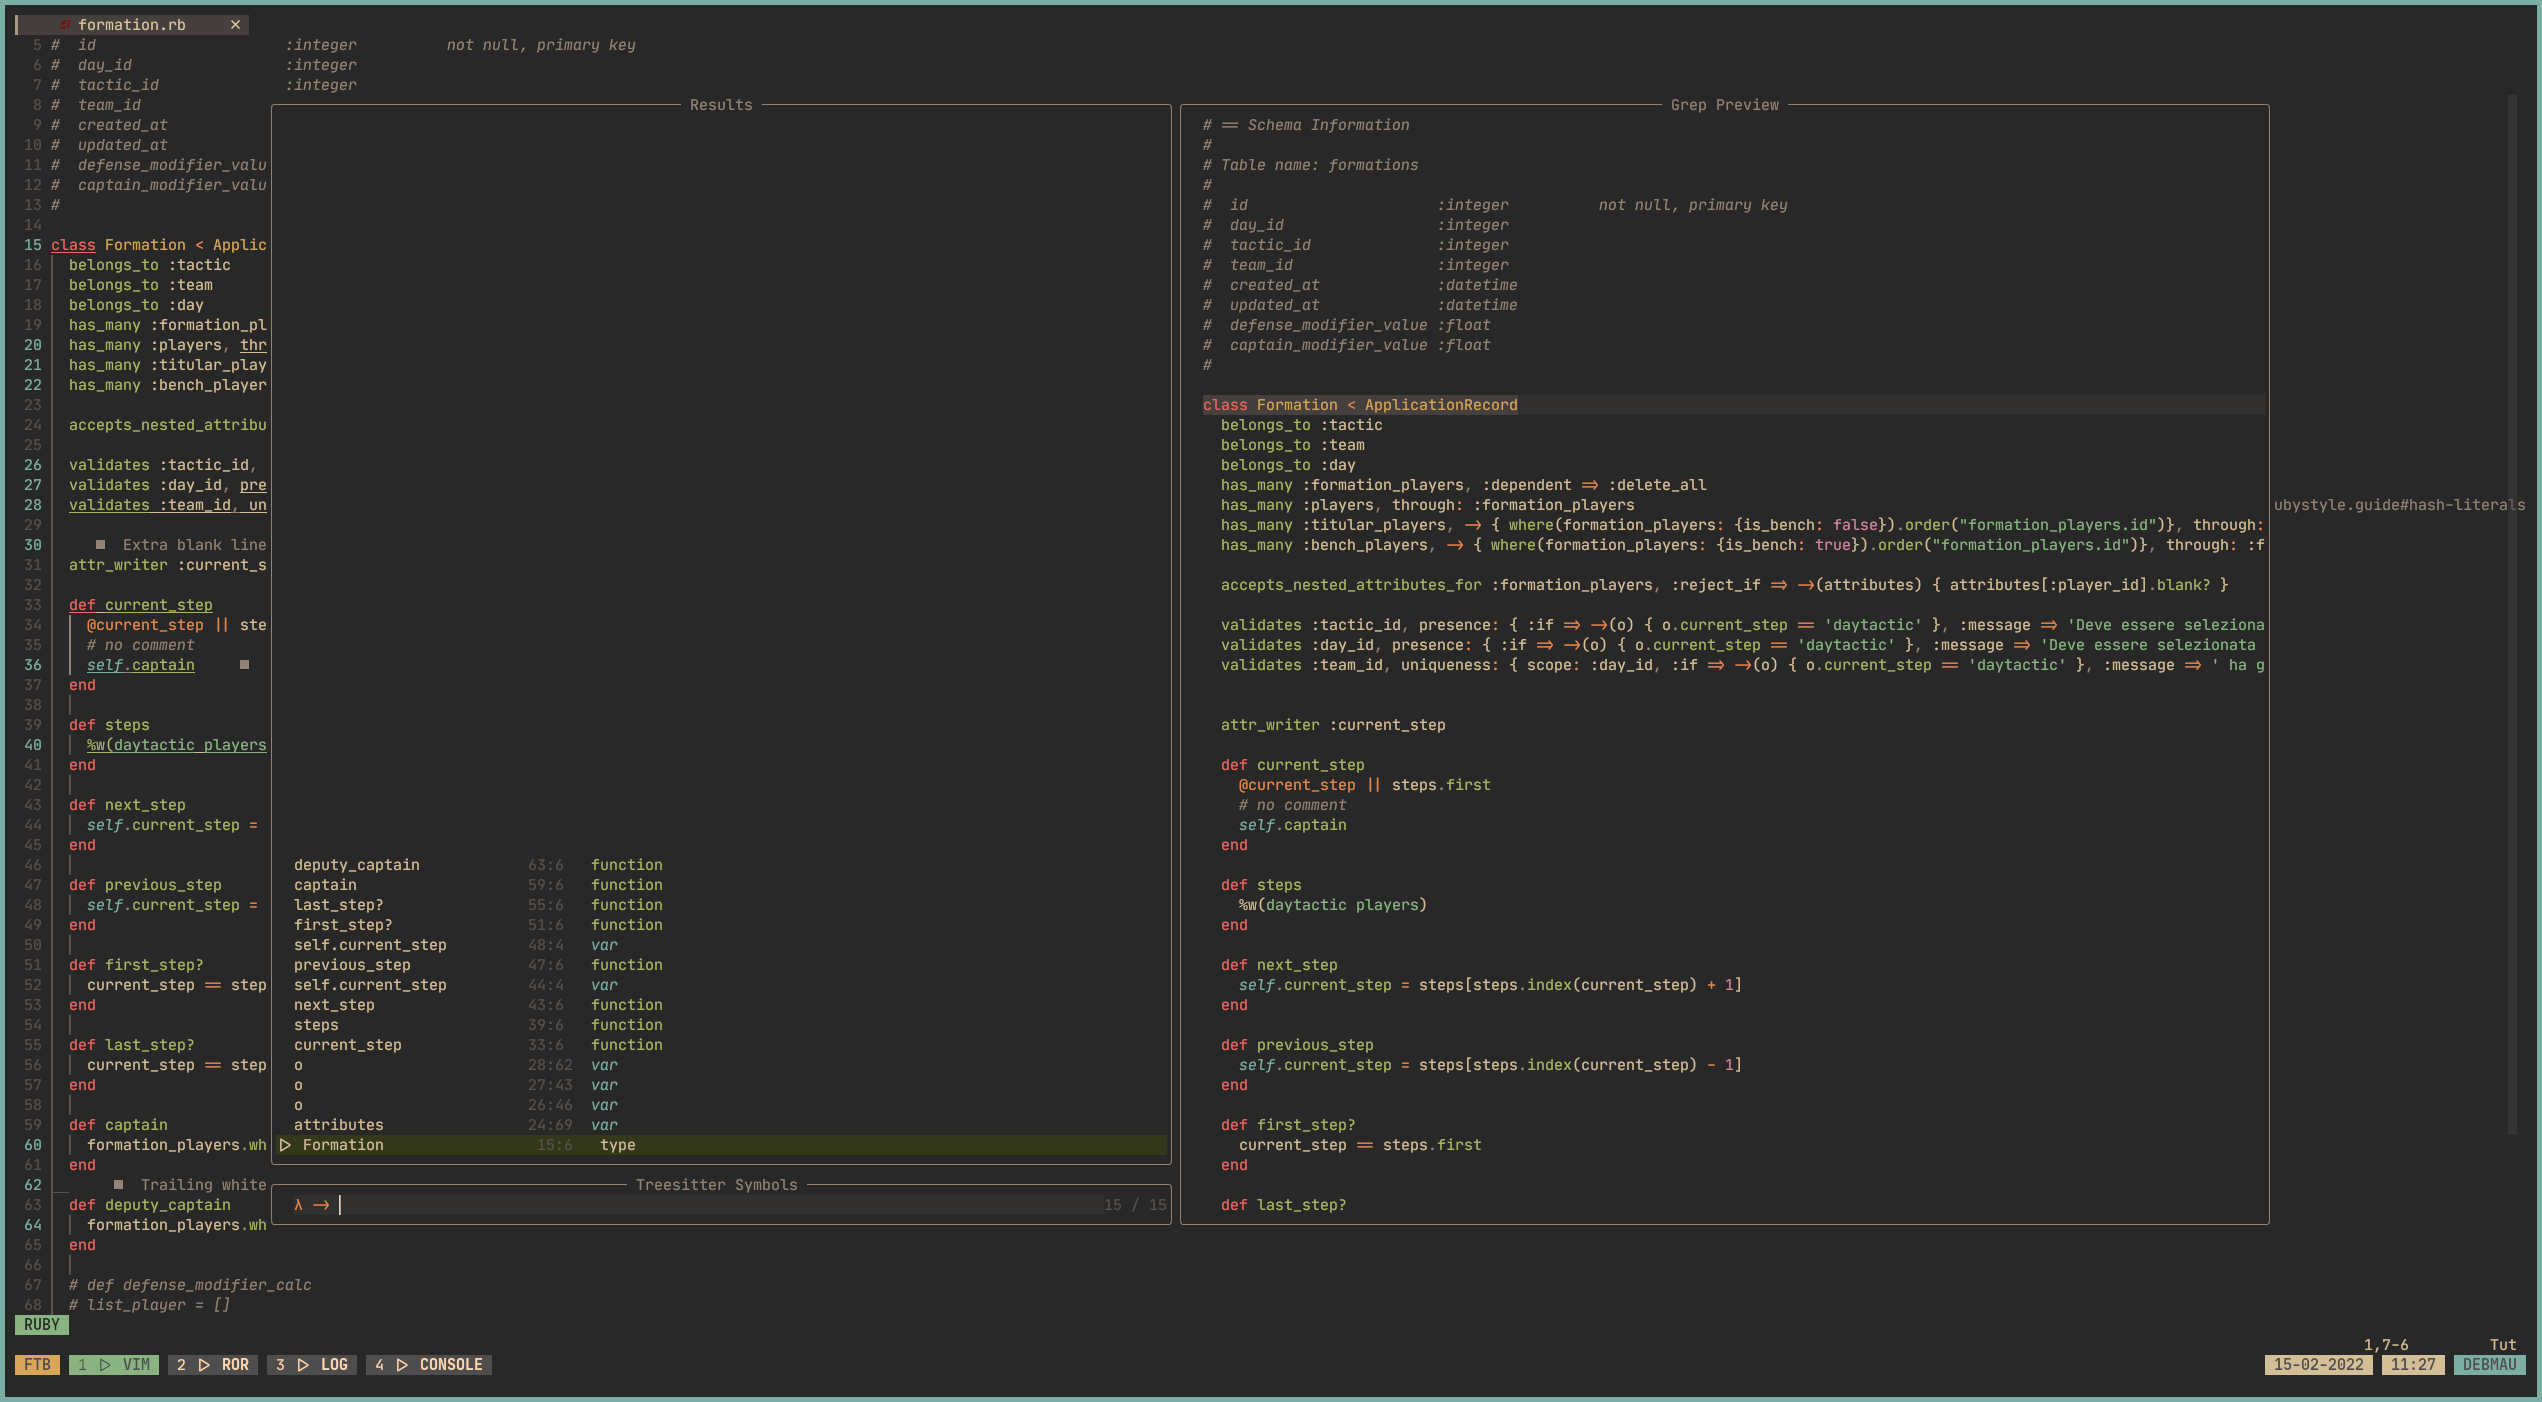 formation.rb ✕
5 #  id                     :integer          not null, primary key
6 #  day_id                 :integer
7 #  tactic_id              :integer
8 #  team_id
9 #  created_at
10 #  updated_at
11 #  defense_modifier_valu
12 #  captain_modifier_valu
13 #
14
15 class Formation < Applic
16   belongs_to :tactic
17   belongs_to :team
18   belongs_to :day
19   has_many :formation_pl
20   has_many :players, thr
21   has_many :titular_play
22   has_many :bench_player
23
24   accepts_nested_attribu
25
26   validates :tactic_id,
27   validates :day_id, pre
28   validates :team_id, un
29
30      ■  Extra blank line
31   attr_writer :current_s
32
33   def current_step
34     @current_step || ste
35     # no comment
36     self.captain     ■
37   end
38
39   def steps
40     %w(daytactic players
41   end
42
43   def next_step
44     self.current_step =
45   end
46
47   def previous_step
48     self.current_step =
49   end
50
51   def first_step?
52     current_step == step
53   end
54
55   def last_step?
56     current_step == step
57   end
58
59   def captain
60     formation_players.wh
61   end
62        ■  Trailing white
63   def deputy_captain
64     formation_players.wh
65   end
66
67   # def defense_modifier_calc
68   # list_player = []
Results
deputy_captain            63:6   function
captain                   59:6   function
last_step?                55:6   function
first_step?               51:6   function
self.current_step         48:4   var
previous_step             47:6   function
self.current_step         44:4   var
next_step                 43:6   function
steps                     39:6   function
current_step              33:6   function
o                         28:62  var
o                         27:43  var
o                         26:46  var
attributes                24:69  var
▷ Formation                 15:6   type
Treesitter Symbols
λ -> 15 / 15
Grep Preview
# == Schema Information
#
# Table name: formations
#
#  id                     :integer          not null, primary key
#  day_id                 :integer
#  tactic_id              :integer
#  team_id                :integer
#  created_at             :datetime
#  updated_at             :datetime
#  defense_modifier_value :float
#  captain_modifier_value :float
#
class Formation < ApplicationRecord
  belongs_to :tactic
  belongs_to :team
  belongs_to :day
  has_many :formation_players, :dependent => :delete_all
  has_many :players, through: :formation_players
  has_many :titular_players, -> { where(formation_players: {is_bench: false}).order("formation_players.id")}, through:
  has_many :bench_players, -> { where(formation_players: {is_bench: true}).order("formation_players.id")}, through: :f
  accepts_nested_attributes_for :formation_players, :reject_if => ->(attributes) { attributes[:player_id].blank? }
  validates :tactic_id, presence: { :if => ->(o) { o.current_step == 'daytactic' }, :message => 'Deve essere seleziona
  validates :day_id, presence: { :if => ->(o) { o.current_step == 'daytactic' }, :message => 'Deve essere selezionata
  validates :team_id, uniqueness: { scope: :day_id, :if => ->(o) { o.current_step == 'daytactic' }, :message => ' ha g
  attr_writer :current_step
  def current_step
    @current_step || steps.first
    # no comment
    self.captain
  end
  def steps
    %w(daytactic players)
  end
  def next_step
    self.current_step = steps[steps.index(current_step) + 1]
  end
  def previous_step
    self.current_step = steps[steps.index(current_step) - 1]
  end
  def first_step?
    current_step == steps.first
  end
  def last_step?
ubystyle.guide#hash-literals
RUBY
1,7-6         Tut
FTB 1 ▷ VIM 2 ▷ ROR 3 ▷ LOG 4 ▷ CONSOLE 15-02-2022 11:27 DEBMAU